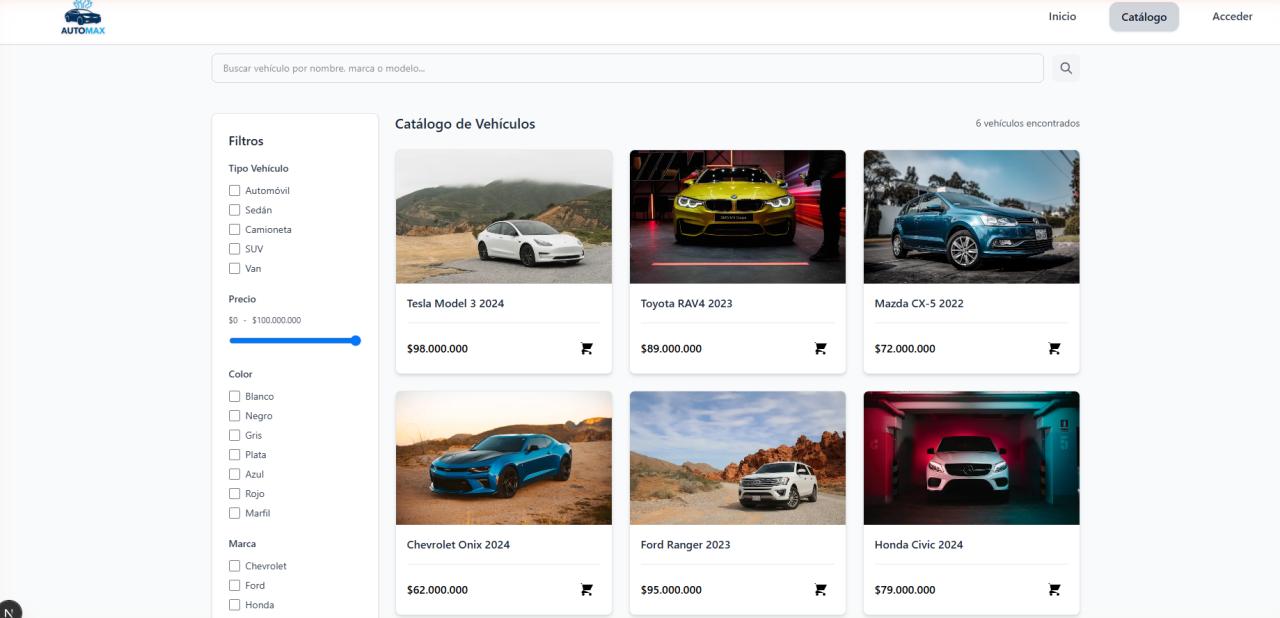 AUTOMAX
Inicio
Catálogo
Acceder
Buscar vehículo por nombre, marca o modelo...
Filtros
Tipo Vehículo
Automóvil
Sedán
Camioneta
SUV
Van
Precio
$0 - $100.000.000
Color
Blanco
Negro
Gris
Plata
Azul
Rojo
Marfil
Marca
Chevrolet
Ford
Honda
Catálogo de Vehículos
6 vehículos encontrados
Tesla Model 3 2024
$98.000.000
Toyota RAV4 2023
$89.000.000
Mazda CX-5 2022
$72.000.000
Chevrolet Onix 2024
$62.000.000
Ford Ranger 2023
$95.000.000
Honda Civic 2024
$79.000.000
N